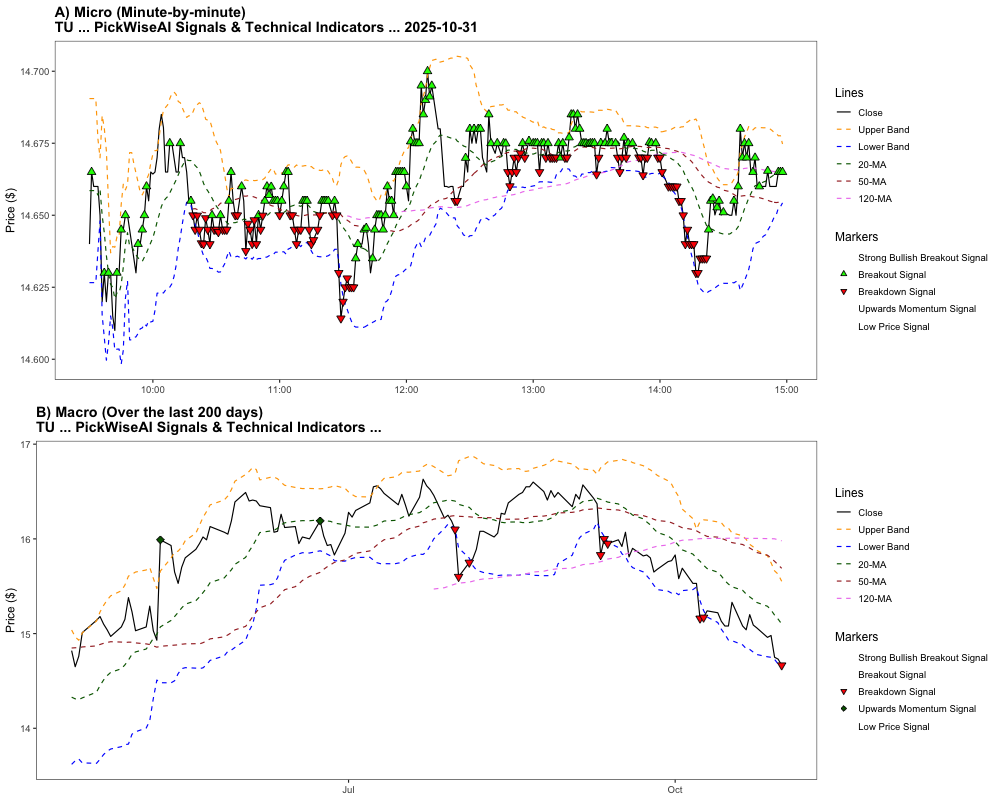 A) Micro (Minute-by-minute)
TU ... PickWiseAI Signals & Technical Indicators ... 2025-10-31
Price ($)
14.700
14.675
14.650
14.625
14.600
10:00
11:00
12:00
13:00
14:00
15:00
Lines
Close
Upper Band
Lower Band
20-MA
50-MA
120-MA
Markers
Strong Bullish Breakout Signal
Breakout Signal
Breakdown Signal
Upwards Momentum Signal
Low Price Signal
B) Macro (Over the last 200 days)
TU ... PickWiseAI Signals & Technical Indicators ...
Price ($)
17
16
15
14
Jul
Oct
Lines
Close
Upper Band
Lower Band
20-MA
50-MA
120-MA
Markers
Strong Bullish Breakout Signal
Breakout Signal
Breakdown Signal
Upwards Momentum Signal
Low Price Signal